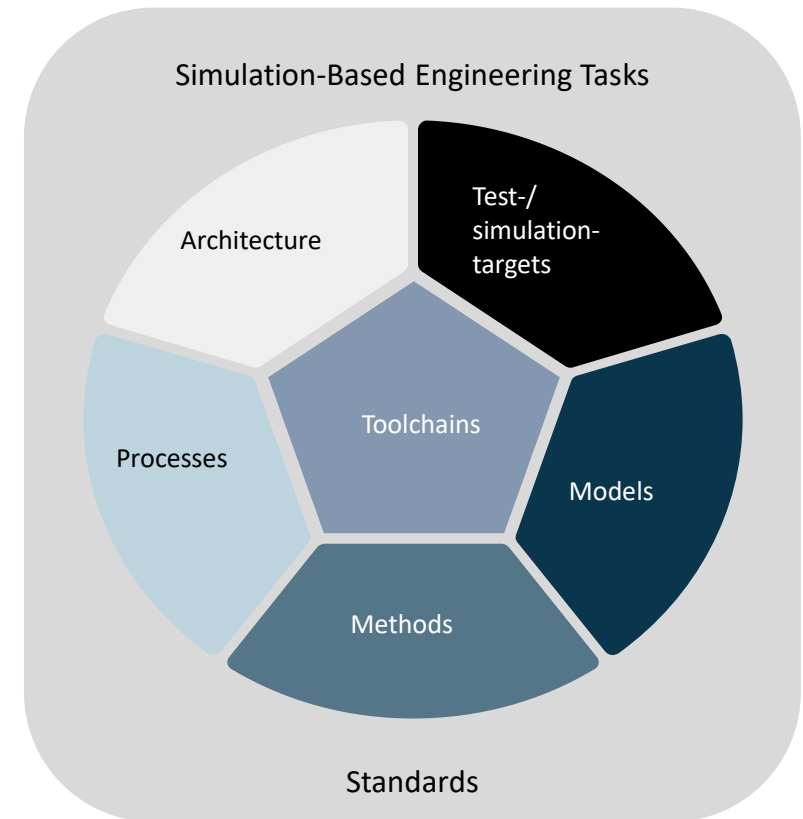 Simulation-Based Engineering Tasks
Test-/
simulation-
targets
Architecture
Toolchains
Processes
Models
Methods
Standards